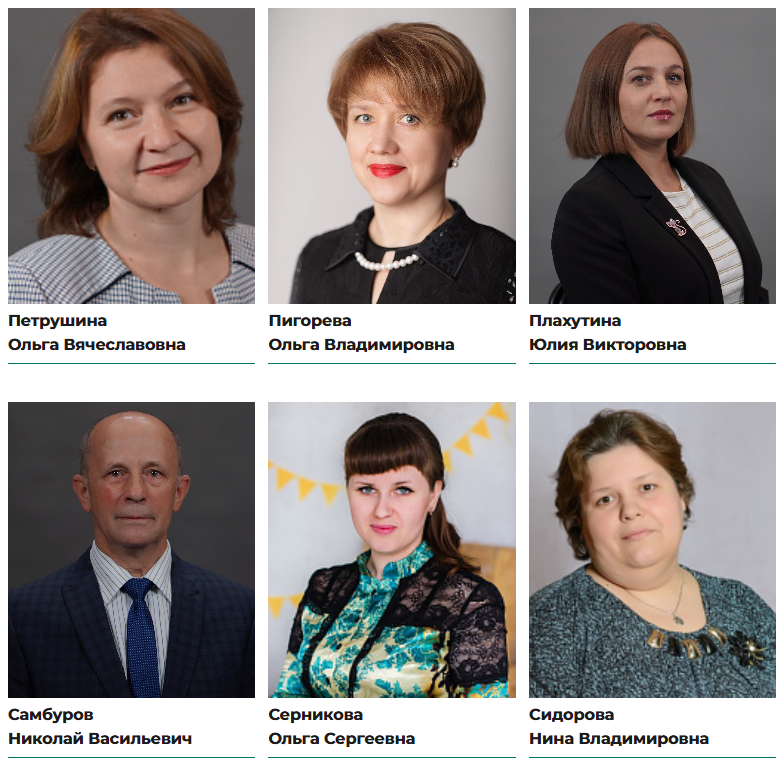 Петрушина
Ольга Вячеславовна
Пигорева
Ольга Владимировна
Плахутина
Юлия Викторовна
Самбуров
Николай Васильевич
Серникова
Ольга Сергеевна
Сидорова
Нина Владимировна